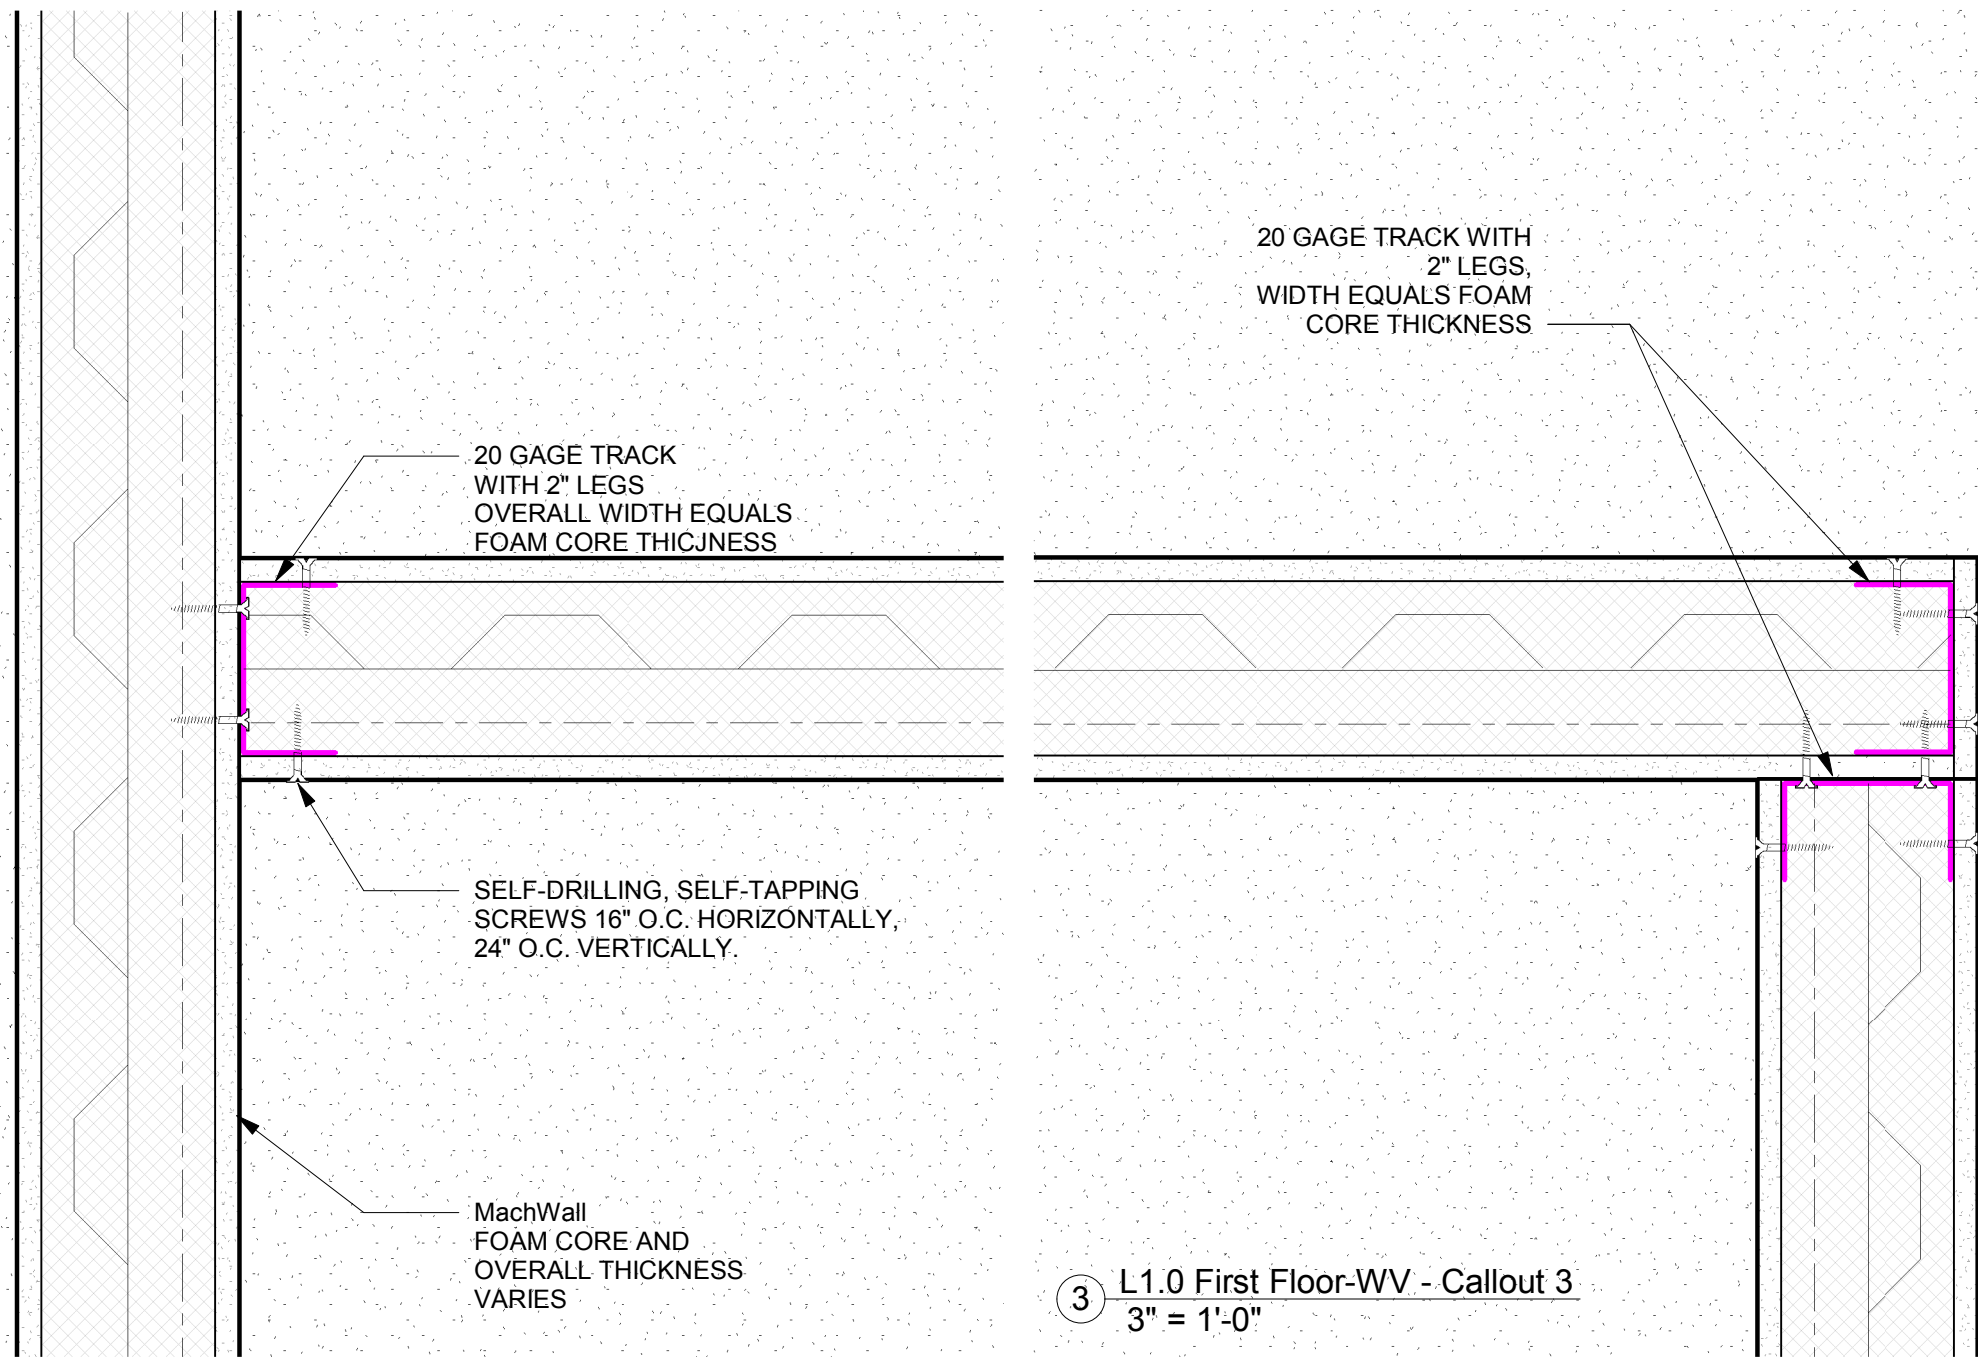 20 GAGE TRACK WITH
2" LEGS,
WIDTH EQUALS FOAM
CORE THICKNESS
20 GAGE TRACK
WITH 2" LEGS
OVERALL WIDTH EQUALS
FOAM CORE THICJNESS
SELF-DRILLING, SELF-TAPPING
SCREWS 16" O.C. HORIZONTALLY,
24" O.C. VERTICALLY.
MachWall
FOAM CORE AND
OVERALL THICKNESS
VARIES
3
L1.0 First Floor-WV - Callout 3
3" = 1'-0"